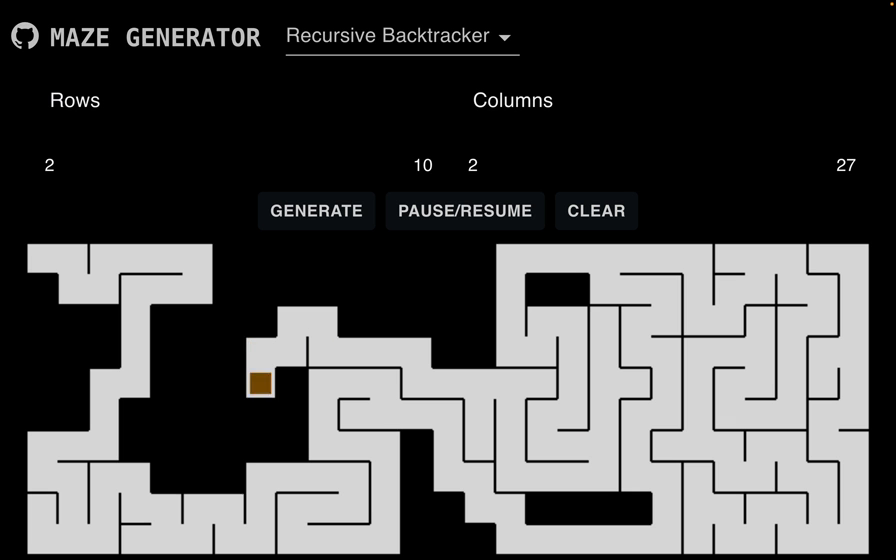 MAZE GENERATOR Recursive Backtracker
Rows Columns
2 10 2 27
GENERATE PAUSE/RESUME CLEAR